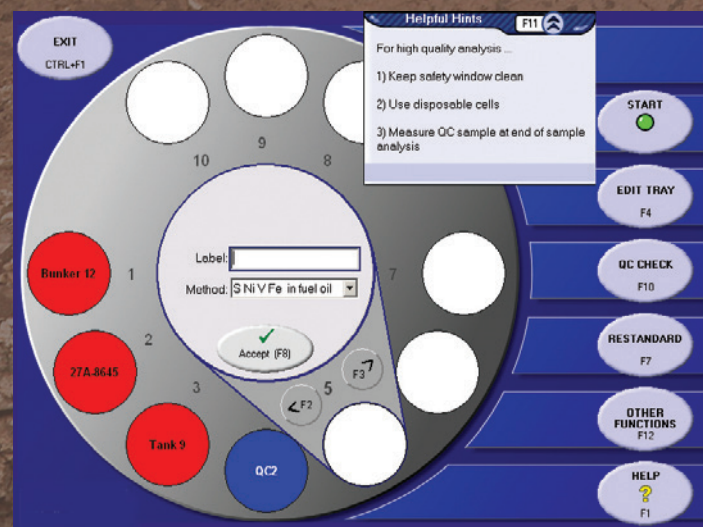 EXIT
CTRL+F1
Helpful Hints
F11
For high quality analysis ...
1) Keep safety window clean
2) Use disposable cells
3) Measure QC sample at end of sample
analysis
START
EDIT TRAY
F4
QC CHECK
F10
RESTANDARD
F7
OTHER
FUNCTIONS
F12
HELP
?
F1
10
9
8
7
5
3
2
1
Label:
Method: S Ni V Fe in fuel oil
Accept (F8)
<F2
F3>
Bunker 12
27A-8645
Tank 9
QC2